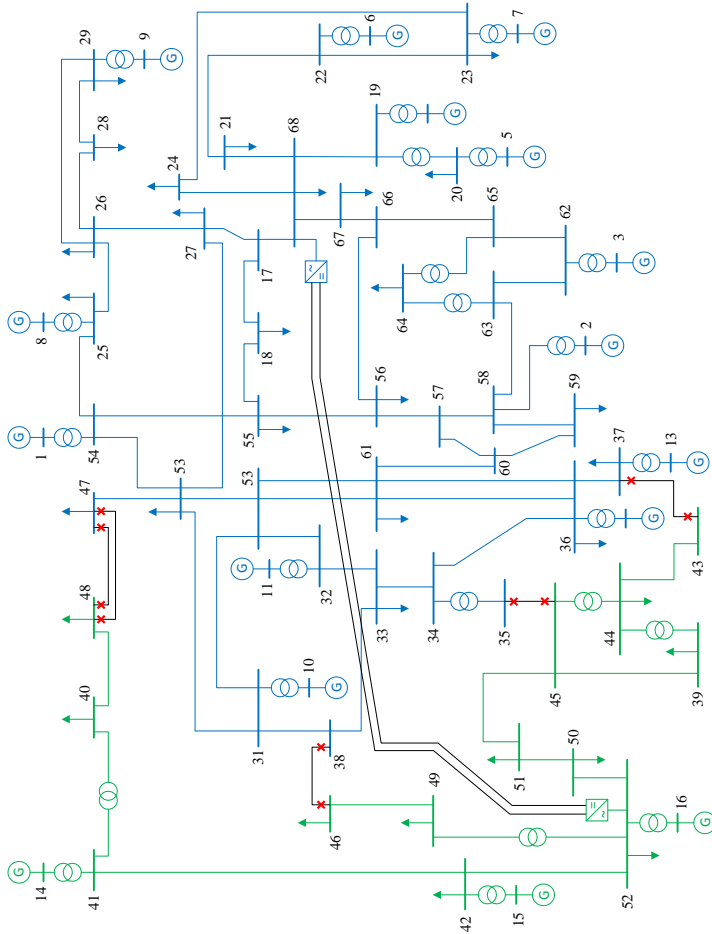 G G G
14 1 8
40 48 47
41 54 25 26 28 29
9
G
53 27 24
21
G
31 53 55 18 17
11
68
10
~
=
32 22
46 38 G 67
6
33 61 56 66 19
G
64
49 34 57
20 G
42 23
58 63 65
35 60 5
15 51 7
G G G
45
50 36 59 62
2
=
~
G
44 37 3
52
G G
16 13
39 43 G
G